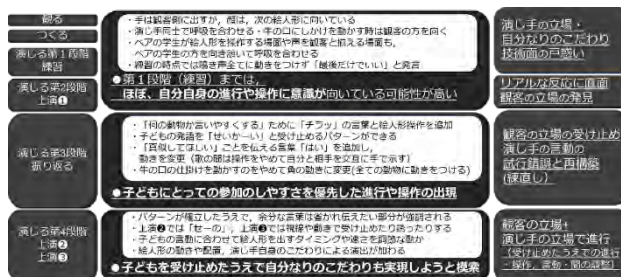 観る
つくる
演じる第1段階
練習
演じる第2段階
上演❶
演じる第3段階
振り返る
演じる第4段階
上演❷
上演❸
・手は観客側に出すが，顔は，次の絵人形に向いている
・演じ手同士で呼吸を合わせる・牛の口にしかけを動かす時は観客の方を向く
・ペアの学生が絵人形を操作する場面や声を観客と揃える場面も，
ペアの学生の方を向き続いて呼吸を合わせる
・練習の時点では鳴き声全てに動きをつけず「最後だけでいい」と発言
●第1段階（練習）までは，
ほぼ、自分自身の進行や操作に意識が向いている可能性が高い
・「何の動物か言いやすくする」ために「チラッ」の言葉と絵人形操作を追加
・子どもの発語を「せいか～い」と受け止めるパターンができる
・「真似してほしい」ことを伝える言葉「はい」を追加し，
動きを変更（歌の間は操作をやめて自分と相手を交互に手で示す）
・牛の口の仕掛けを動かすのをやめて角の動きに変更(全ての動物に動きをつける)
●子どもにとっての参加のしやすさを優先した進行や操作の出現
・パターンが確立したうえで，余分な言葉は省かれ伝えたい部分が強調される
・上演❷では「せーの」，上演❸では視線や動きで受け止めたり誘ったりする
・子どもの言動に合わせて絵人形を出すタイミングや速さを調節な動か
・絵人形の動きや配置，演じ手自身のこだわりによる演出が加わる
●子どもを受け止めたうえで自分なりのこだわりも実現しようと模索
演じ手の立場・
自分なりのこだわり
技術面の戸惑い
リアルな反応に直面
観客の立場の発見
観客の立場の受け止め
演じ手の言動の
試行錯誤と再構築
(練直し)
観客の立場+
演じ手の立場で進行
（受け止めたうえでの進行
・操作，言動・間の調整）